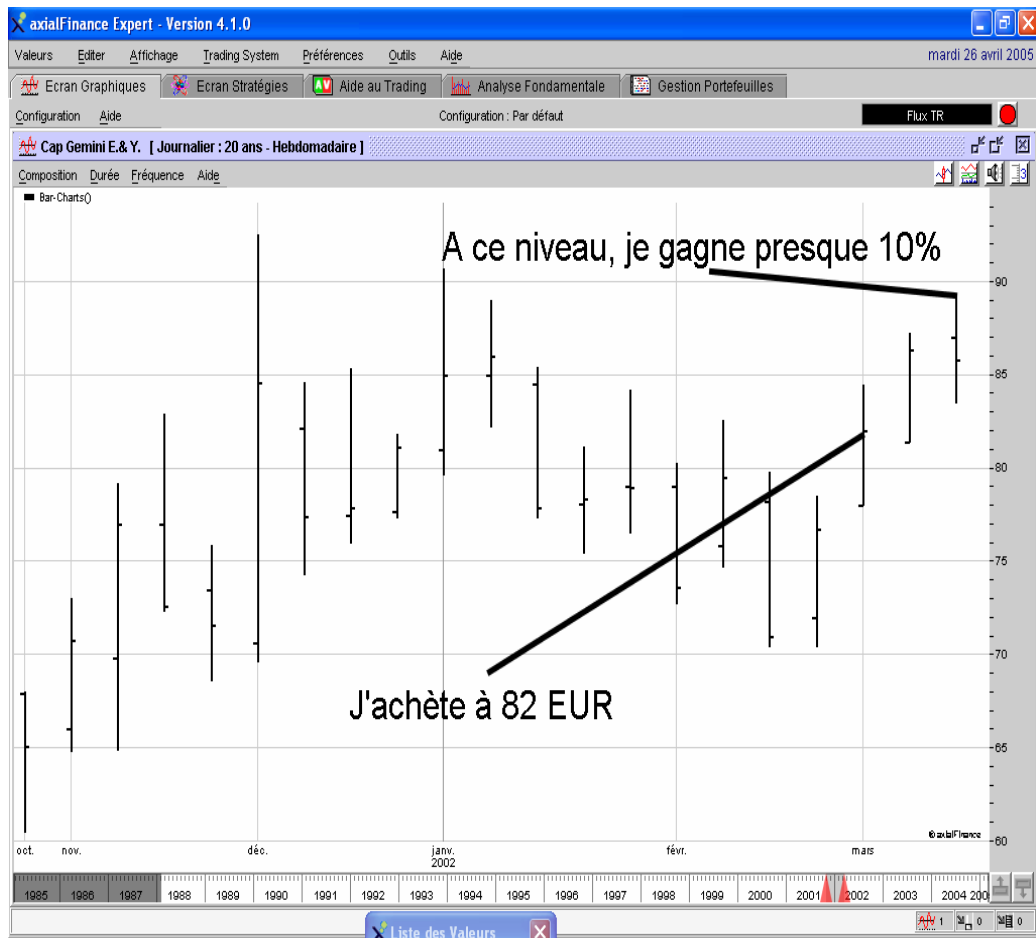 axialFinance Expert - Version 4.1.0
Valeurs Editer Affichage Trading System Préférences Outils Aide mardi 26 avril 2005
Ecran Graphiques Ecran Stratégies Aide au Trading Analyse Fondamentale Gestion Portefeuilles
Configuration Aide Configuration : Par défaut Flux TR
Cap Gemini E.& Y. [ Journalier : 20 ans - Hebdomadaire ]
Composition Durée Fréquence Aide
Bar-Charts()
A ce niveau, je gagne presque 10%
90
85
80
75
70
J'achète à 82 EUR
65
© axialFinance
60
oct. nov. déc. janv. févr. mars
2002
1985 1986 1987 1988 1989 1990 1991 1992 1993 1994 1995 1996 1997 1998 1999 2000 2001 2002 2003 2004
1 0 0
Liste des Valeurs